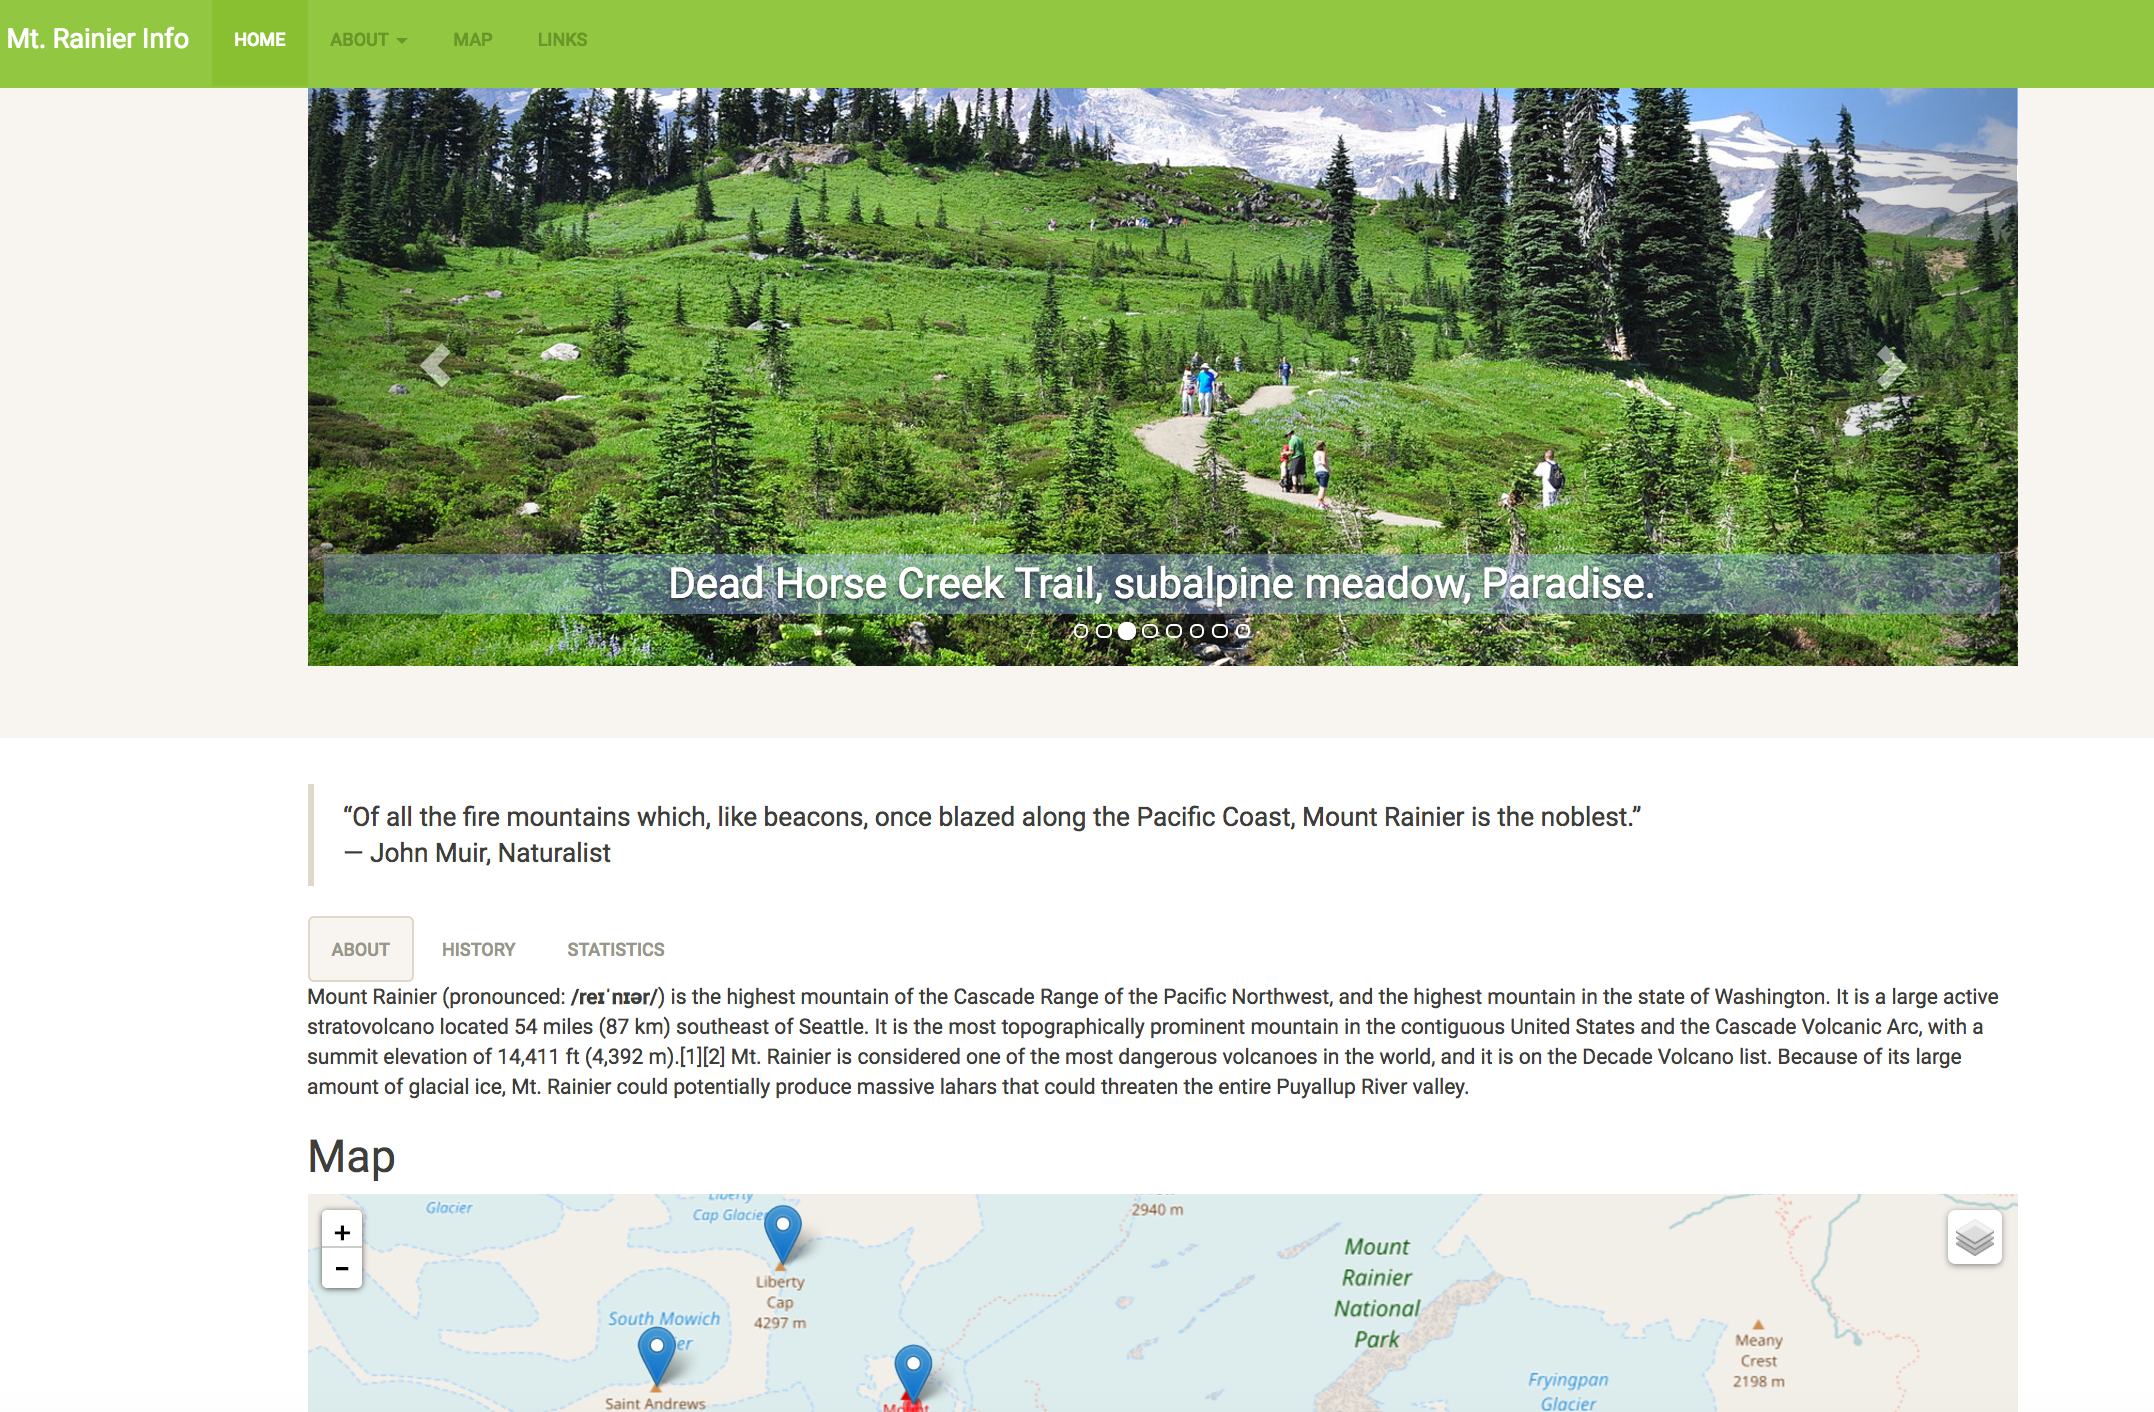 Mt. Rainier Info
HOME
ABOUT
MAP
LINKS
Dead Horse Creek Trail, subalpine meadow, Paradise.
“Of all the fire mountains which, like beacons, once blazed along the Pacific Coast, Mount Rainier is the noblest.”
— John Muir, Naturalist
ABOUT
HISTORY
STATISTICS
Mount Rainier (pronounced: /reɪˈnɪər/) is the highest mountain of the Cascade Range of the Pacific Northwest, and the highest mountain in the state of Washington. It is a large active
stratovolcano located 54 miles (87 km) southeast of Seattle. It is the most topographically prominent mountain in the contiguous United States and the Cascade Volcanic Arc, with a
summit elevation of 14,411 ft (4,392 m).[1][2] Mt. Rainier is considered one of the most dangerous volcanoes in the world, and it is on the Decade Volcano list. Because of its large
amount of glacial ice, Mt. Rainier could potentially produce massive lahars that could threaten the entire Puyallup River valley.
Map
+
−
Glacier
Liberty
Cap Glacier
2940 m
Mount
Rainier
National
Park
Liberty
Cap
4297 m
South Mowich
Saint Andrews
Mount
Meany
Crest
2198 m
Fryingpan
Glacier